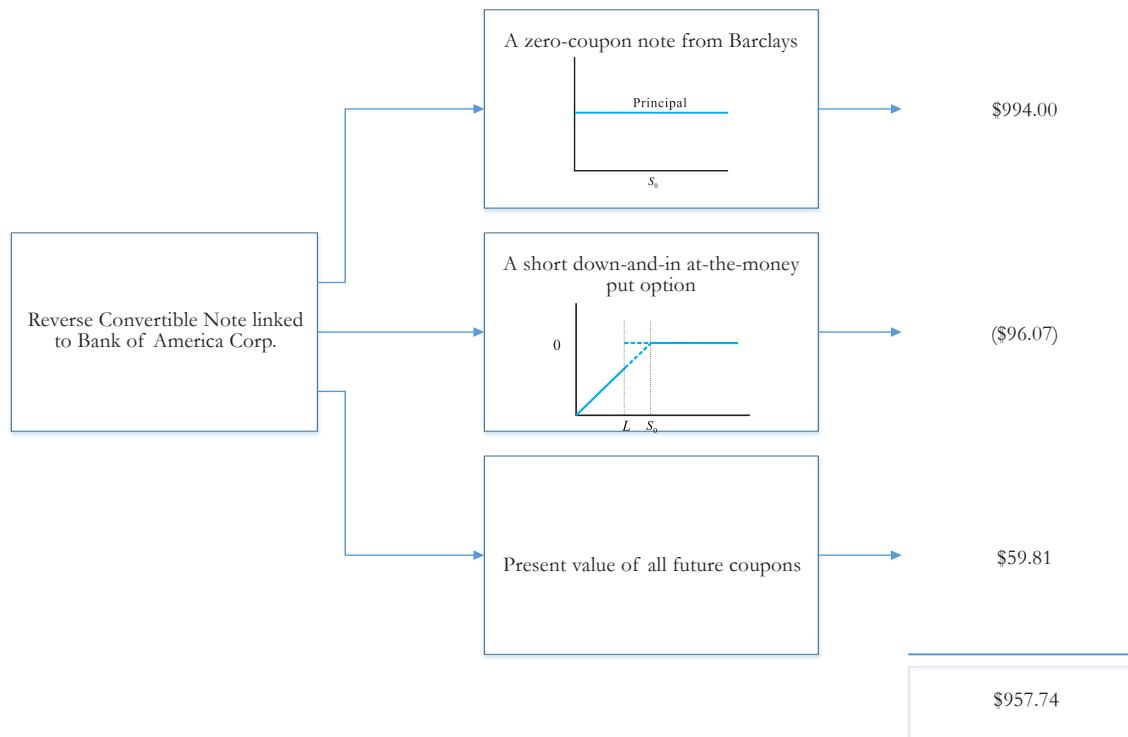 A zero-coupon note from Barclays
Principal
S₀
$994.00
Reverse Convertible Note linked
to Bank of America Corp.
A short down-and-in at-the-money
put option
0
L S₀
($96.07)
Present value of all future coupons
$59.81
$957.74